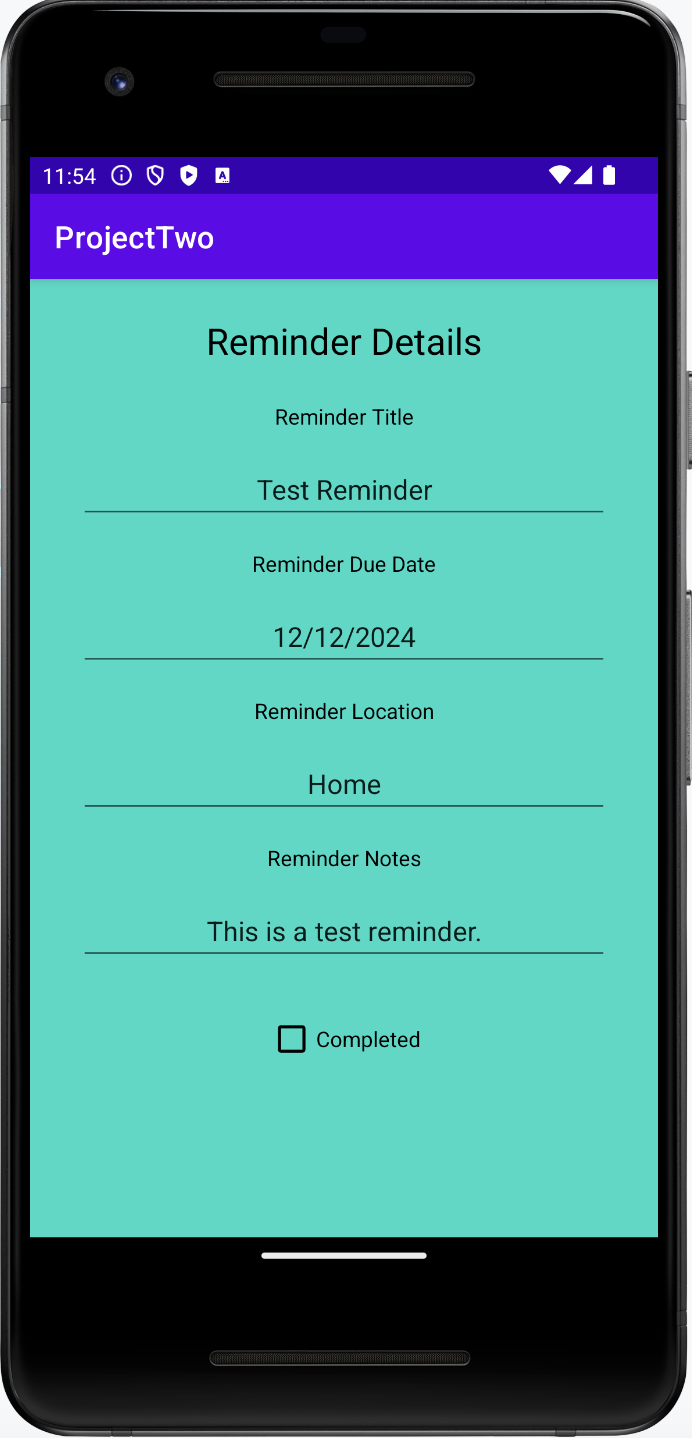 11:54
ProjectTwo
Reminder Details
Reminder Title
Test Reminder
Reminder Due Date
12/12/2024
Reminder Location
Home
Reminder Notes
This is a test reminder.
Completed